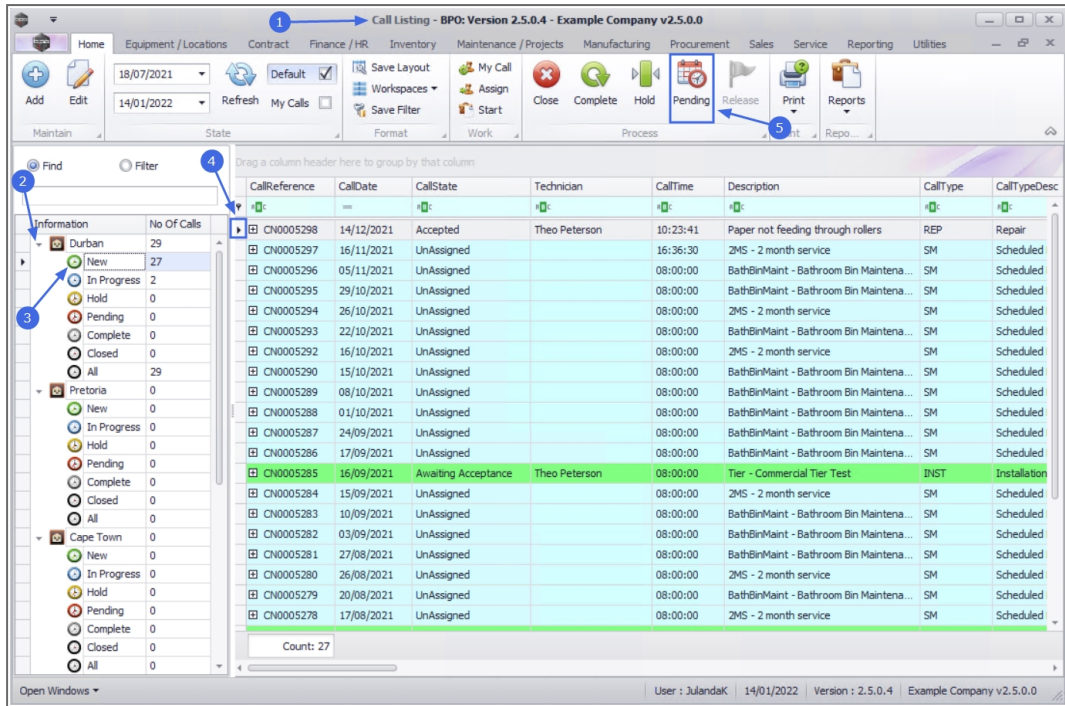 1
Call Listing - BPO: Version 2.5.0.4 - Example Company v2.5.0.0
Home Equipment / Locations Contract Finance / HR Inventory Maintenance / Projects Manufacturing Procurement Sales Service Reporting Utilities
18/07/2021 Default Save Layout My Call
Workspaces Assign
Add Edit 14/01/2022 Refresh My Calls Save Filter Start Close Complete Hold Pending Release Print Reports
5
Maintain State Format Work Process Repo...
Find Filter 4 Drag a column header here to group by that column
2
CallReference CallDate CallState Technician CallTime Description CallType CallTypeDesc
Information No Of Calls
Durban 29 CN0005298 14/12/2021 Accepted Theo Peterson 10:23:41 Paper not feeding through rollers REP Repair
New 27 CN0005297 16/11/2021 UnAssigned 16:36:30 2MS - 2 month service SM Scheduled
In Progress 2 CN0005296 05/11/2021 UnAssigned 08:00:00 BathBinMaint - Bathroom Bin Maintena... SM Scheduled
Hold 0 CN0005295 29/10/2021 UnAssigned 08:00:00 BathBinMaint - Bathroom Bin Maintena... SM Scheduled
3 Pending 0 CN0005294 26/10/2021 UnAssigned 08:00:00 2MS - 2 month service SM Scheduled
Complete 0 CN0005293 22/10/2021 UnAssigned 08:00:00 BathBinMaint - Bathroom Bin Maintena... SM Scheduled
Closed 0 CN0005292 16/10/2021 UnAssigned 08:00:00 2MS - 2 month service SM Scheduled
All 29 CN0005290 15/10/2021 UnAssigned 08:00:00 BathBinMaint - Bathroom Bin Maintena... SM Scheduled
Pretoria 0 CN0005289 08/10/2021 UnAssigned 08:00:00 BathBinMaint - Bathroom Bin Maintena... SM Scheduled
New 0 CN0005288 01/10/2021 UnAssigned 08:00:00 BathBinMaint - Bathroom Bin Maintena... SM Scheduled
In Progress 0 CN0005287 24/09/2021 UnAssigned 08:00:00 BathBinMaint - Bathroom Bin Maintena... SM Scheduled
Hold 0 CN0005286 17/09/2021 UnAssigned 08:00:00 BathBinMaint - Bathroom Bin Maintena... SM Scheduled
Pending 0 CN0005285 16/09/2021 Awaiting Acceptance Theo Peterson 08:00:00 Tier - Commercial Tier Test INST Installation
Complete 0 CN0005284 15/09/2021 UnAssigned 08:00:00 2MS - 2 month service SM Scheduled
Closed 0 CN0005283 10/09/2021 UnAssigned 08:00:00 BathBinMaint - Bathroom Bin Maintena... SM Scheduled
All 0 CN0005282 03/09/2021 UnAssigned 08:00:00 BathBinMaint - Bathroom Bin Maintena... SM Scheduled
Cape Town 0
New 0 CN0005281 27/08/2021 UnAssigned 08:00:00 BathBinMaint - Bathroom Bin Maintena... SM Scheduled
In Progress 0 CN0005280 26/08/2021 UnAssigned 08:00:00 2MS - 2 month service SM Scheduled
Hold 0 CN0005279 20/08/2021 UnAssigned 08:00:00 BathBinMaint - Bathroom Bin Maintena... SM Scheduled
Pending 0 CN0005278 17/08/2021 UnAssigned 08:00:00 2MS - 2 month service SM Scheduled
Complete 0
Closed 0 Count: 27
All 0
Open Windows User : JulandaK 14/01/2022 Version : 2.5.0.4 Example Company v2.5.0.0